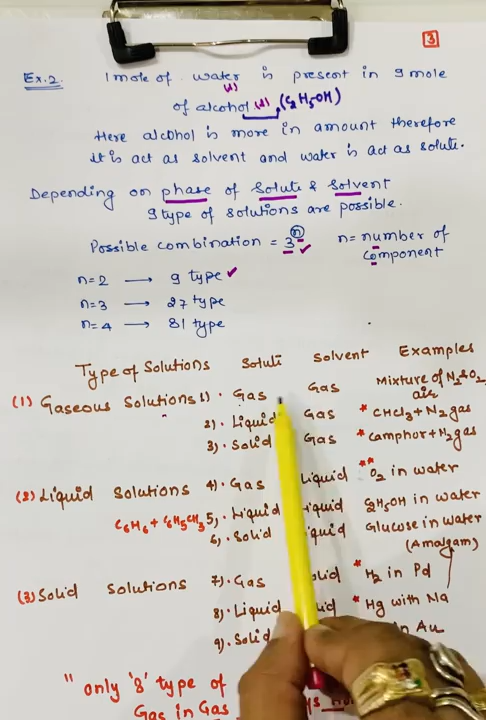 3
Ex.2. 1 mole of water is present in 9 mole
(l)
of alcohol (l), (C2H5OH)
Here alcohol is more in amount therefore
it is act as solvent and water is act as solute.
Depending on phase of Solute & Solvent
9 type of solutions are possible.
Possible combination = 3^n ✓ n= number of
component
n=2 → 9 type ✓
n=3 → 27 type
n=4 → 81 type
Type of Solutions Solute Solvent Examples
(1) Gaseous Solutions 1). Gas Gas Mixture of N2 & O2
air
2). Liquid Gas * CHCl3 + N2 gas
3). Solid Gas * camphor + N2 gas
(2) Liquid Solutions 4). Gas Liquid ** O2 in water
C6H6 + C6H5CH3 5). Liquid iquid C2H5OH in water
6). Solid iquid Glucose in water
(Amalgam)
(3) Solid Solutions 7). Gas olid * H2 in Pd
8). Liquid lid * Hg with Na
9). Solid in Au
" only '8' type of
Gas in Gas